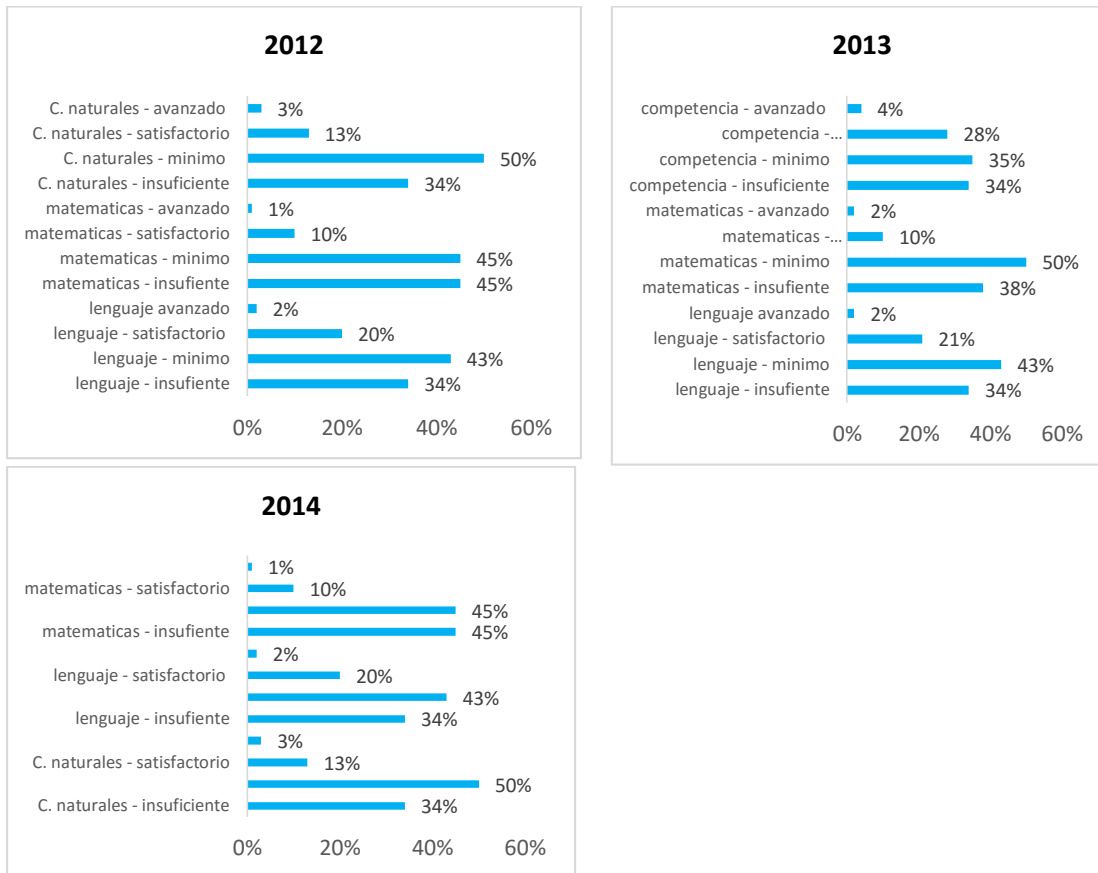 2012
C. naturales - avanzado 3%
C. naturales - satisfactorio 13%
C. naturales - minimo 50%
C. naturales - insuficiente 34%
matematicas - avanzado 1%
matematicas - satisfactorio 10%
matematicas - minimo 45%
matematicas - insufiente 45%
lenguaje avanzado 2%
lenguaje - satisfactorio 20%
lenguaje - minimo 43%
lenguaje - insufiente 34%
0% 20% 40% 60%
2013
competencia - avanzado 4%
competencia -... 28%
competencia - minimo 35%
competencia - insuficiente 34%
matematicas - avanzado 2%
matematicas -... 10%
matematicas - minimo 50%
matematicas - insufiente 38%
lenguaje avanzado 2%
lenguaje - satisfactorio 21%
lenguaje - minimo 43%
lenguaje - insufiente 34%
0% 20% 40% 60%
2014
1%
matematicas - satisfactorio 10%
45%
matematicas - insufiente 45%
2%
lenguaje - satisfactorio 20%
43%
lenguaje - insufiente 34%
3%
C. naturales - satisfactorio 13%
50%
C. naturales - insuficiente 34%
0% 20% 40% 60%